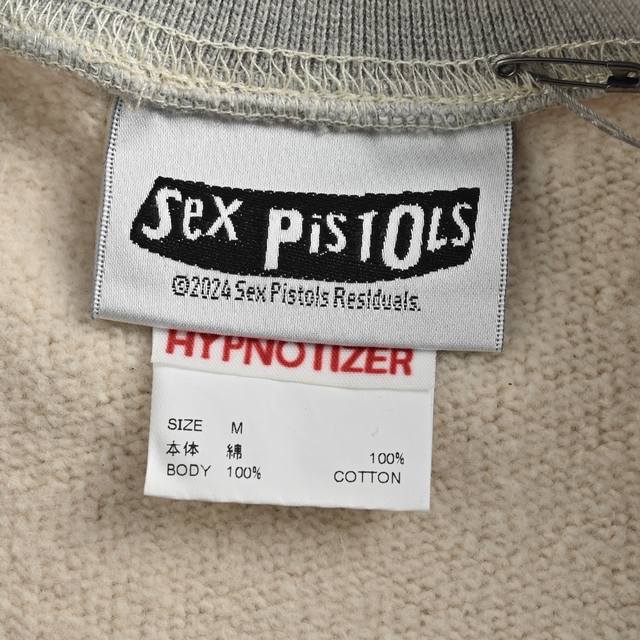 Sex PiSTOLS
©2024 Sex Pistols Residuals.
HYPNOTIZER
SIZE M
本体 綿 100%
BODY 100% COTTON